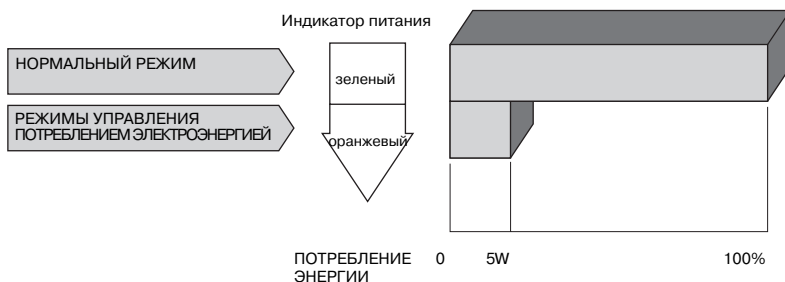 Индикатор питания
НОРМАЛЬНЫЙ РЕЖИМ
зеленый
РЕЖИМЫ УПРАВЛЕНИЯ
ПОТРЕБЛЕНИЕМ ЭЛЕКТРОЭНЕРГИЕЙ
оранжевый
ПОТРЕБЛЕНИЕ 0 5W 100%
ЭНЕРГИИ